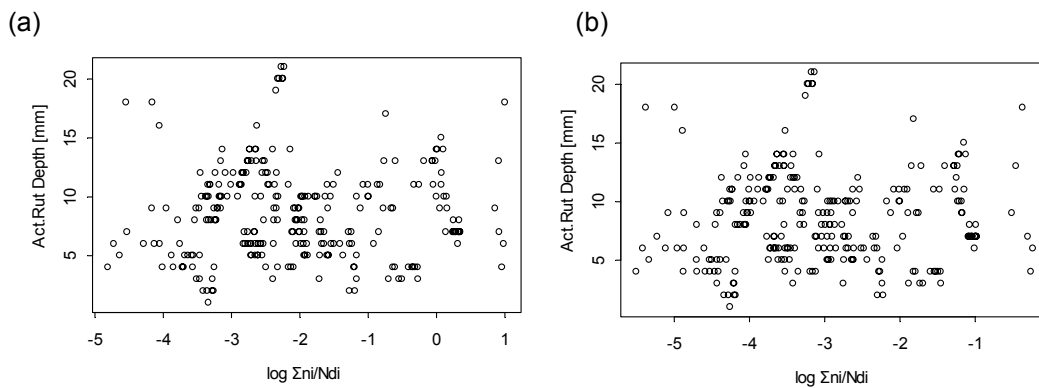 (a)
(b)
Act.Rut Depth [mm]
20
15
10
5
-5 -4 -3 -2 -1 0 1
log Σni/Ndi
Act.Rut Depth [mm]
20
15
10
5
-5 -4 -3 -2 -1
log Σni/Ndi